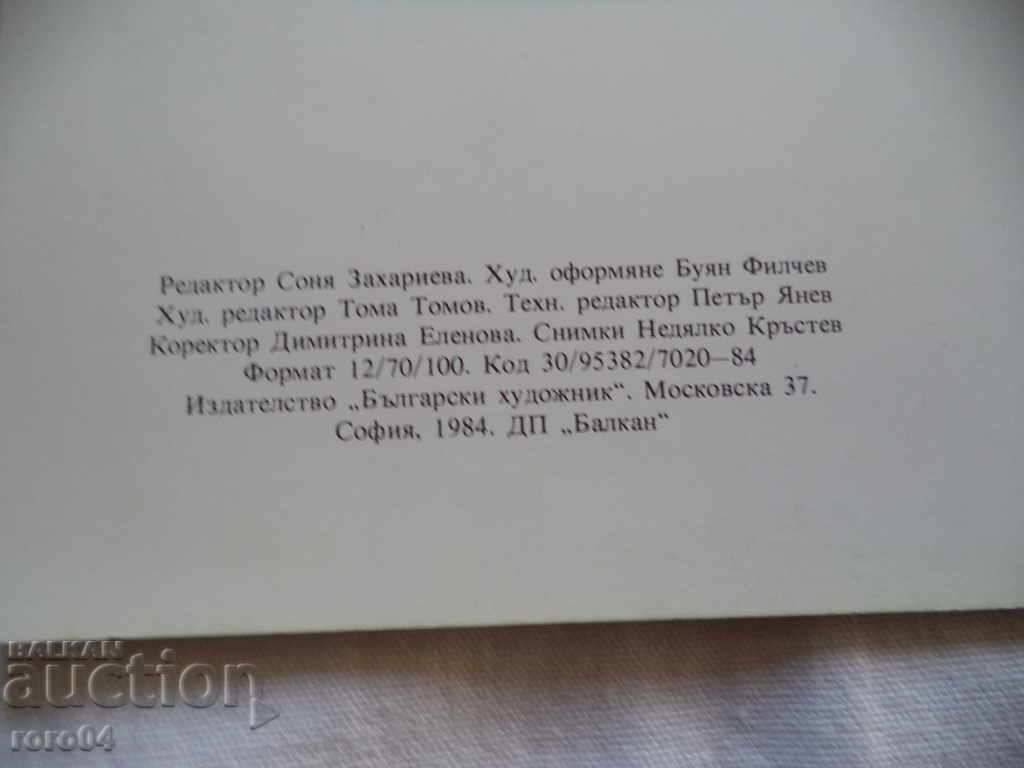 Редактор Соня Захариева. Худ. оформяне Буян Филчев
Худ. редактор Тома Томов. Техн. редактор Петър Янев
Коректор Димитрина Еленова. Снимки Недялко Кръстев
Формат 12/70/100. Код 30/95382/7020—84
Издателство „Български художник“. Московска 37.
София, 1984. ДП „Балкан“
BALKAN
auction
roro04